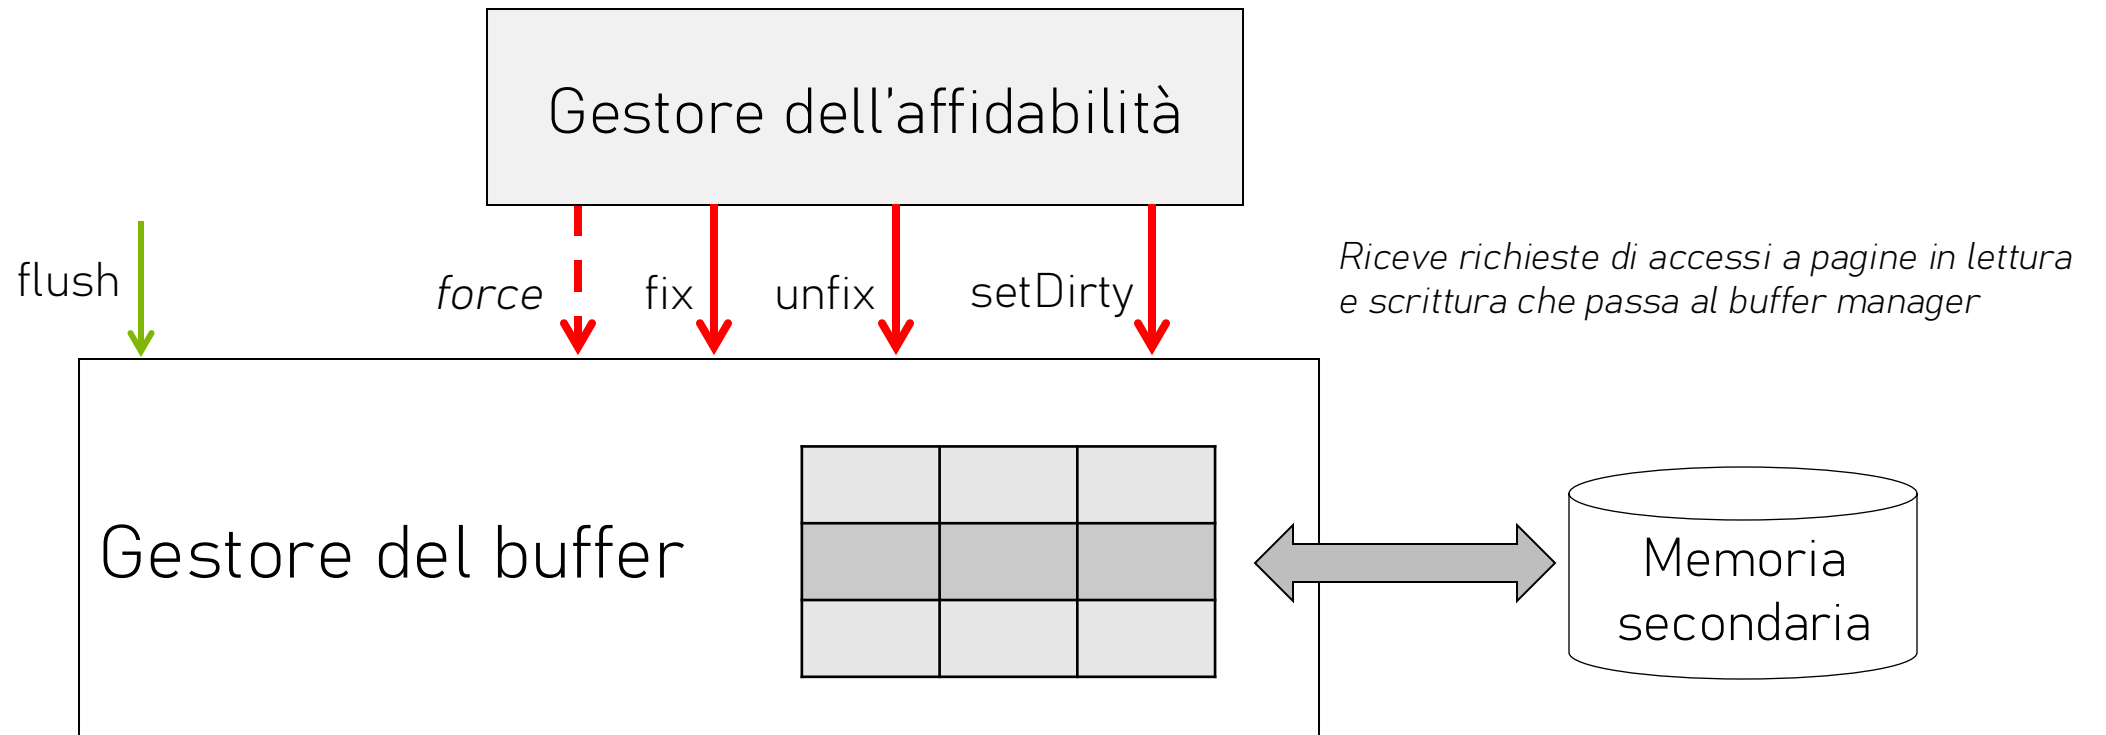 Gestore dell'affidabilità
flush
force
fix
unfix
setDirty
Riceve richieste di accessi a pagine in lettura
e scrittura che passa al buffer manager
Gestore del buffer
Memoria
secondaria